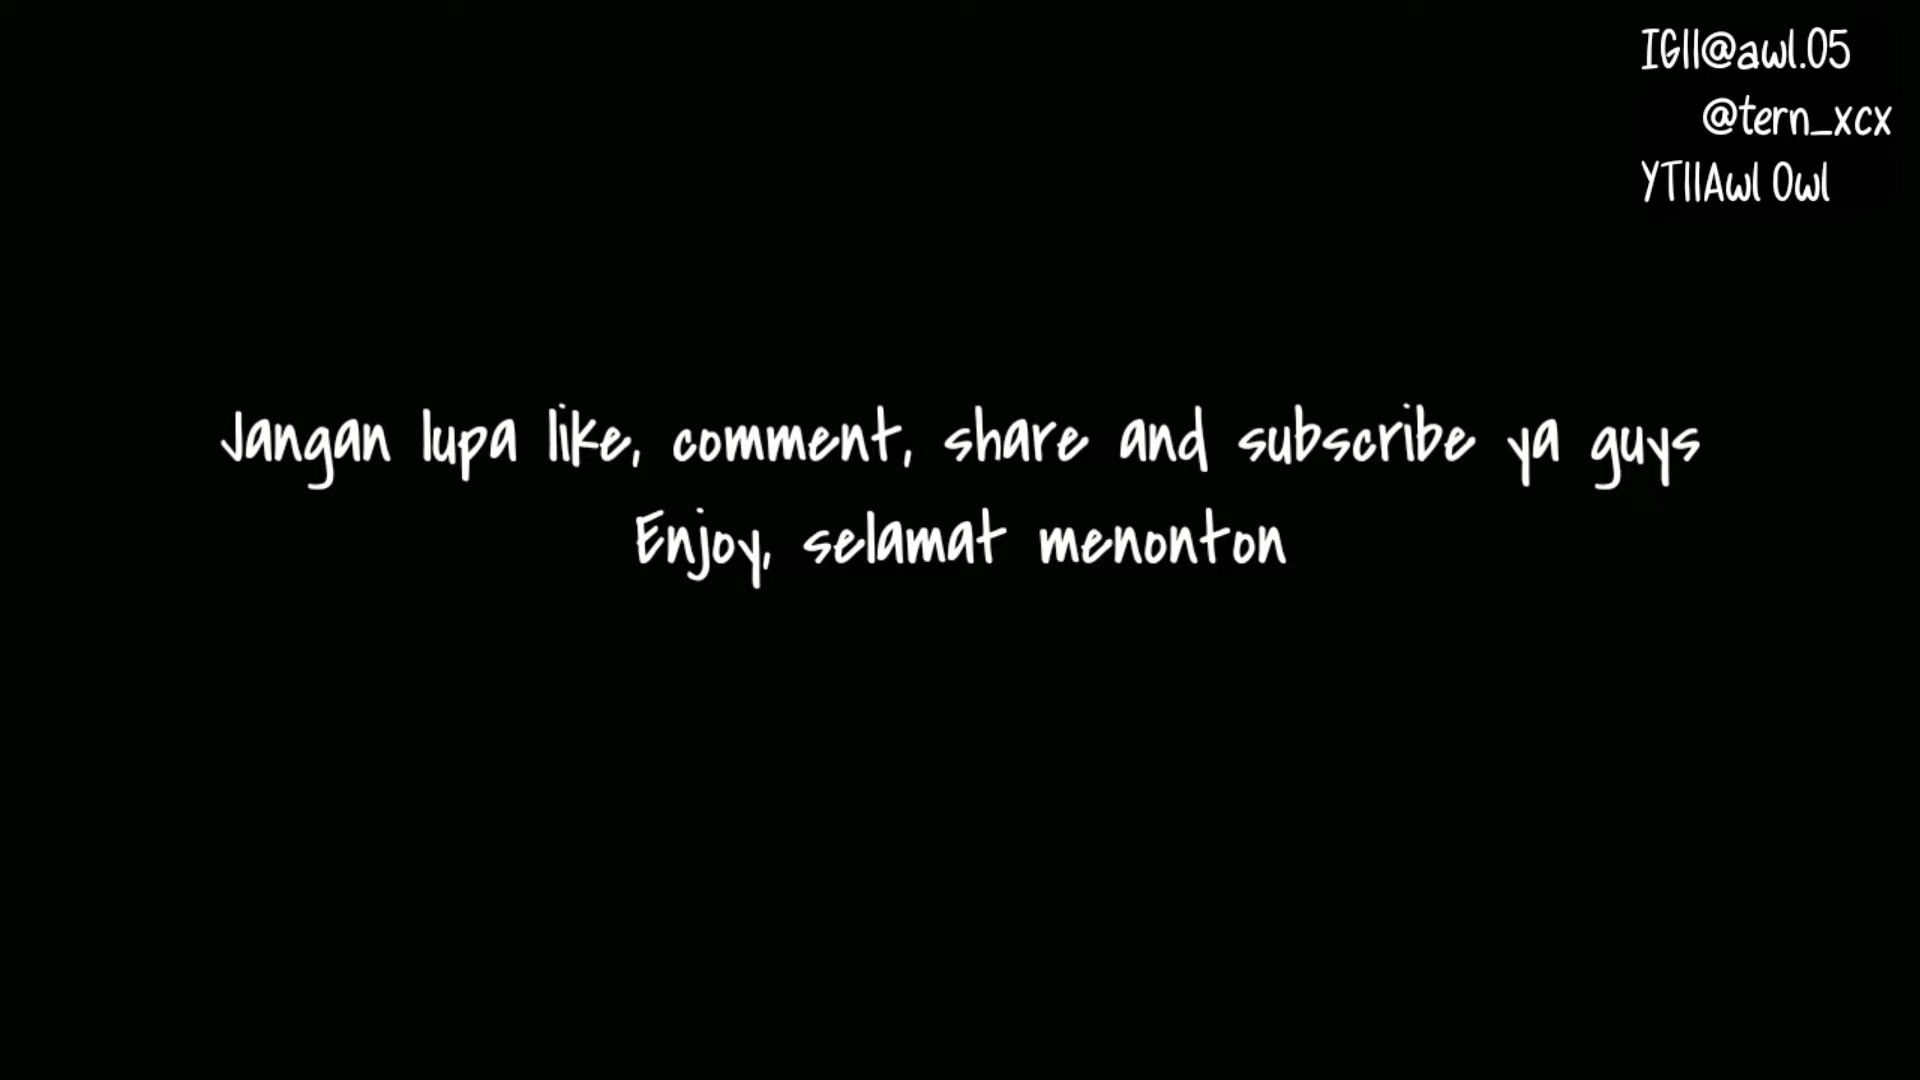 IG||@awl.05
@tern_xcx
YT||Awl Owl
Jangan lupa like, comment, share and subscribe ya guys
Enjoy, selamat menonton